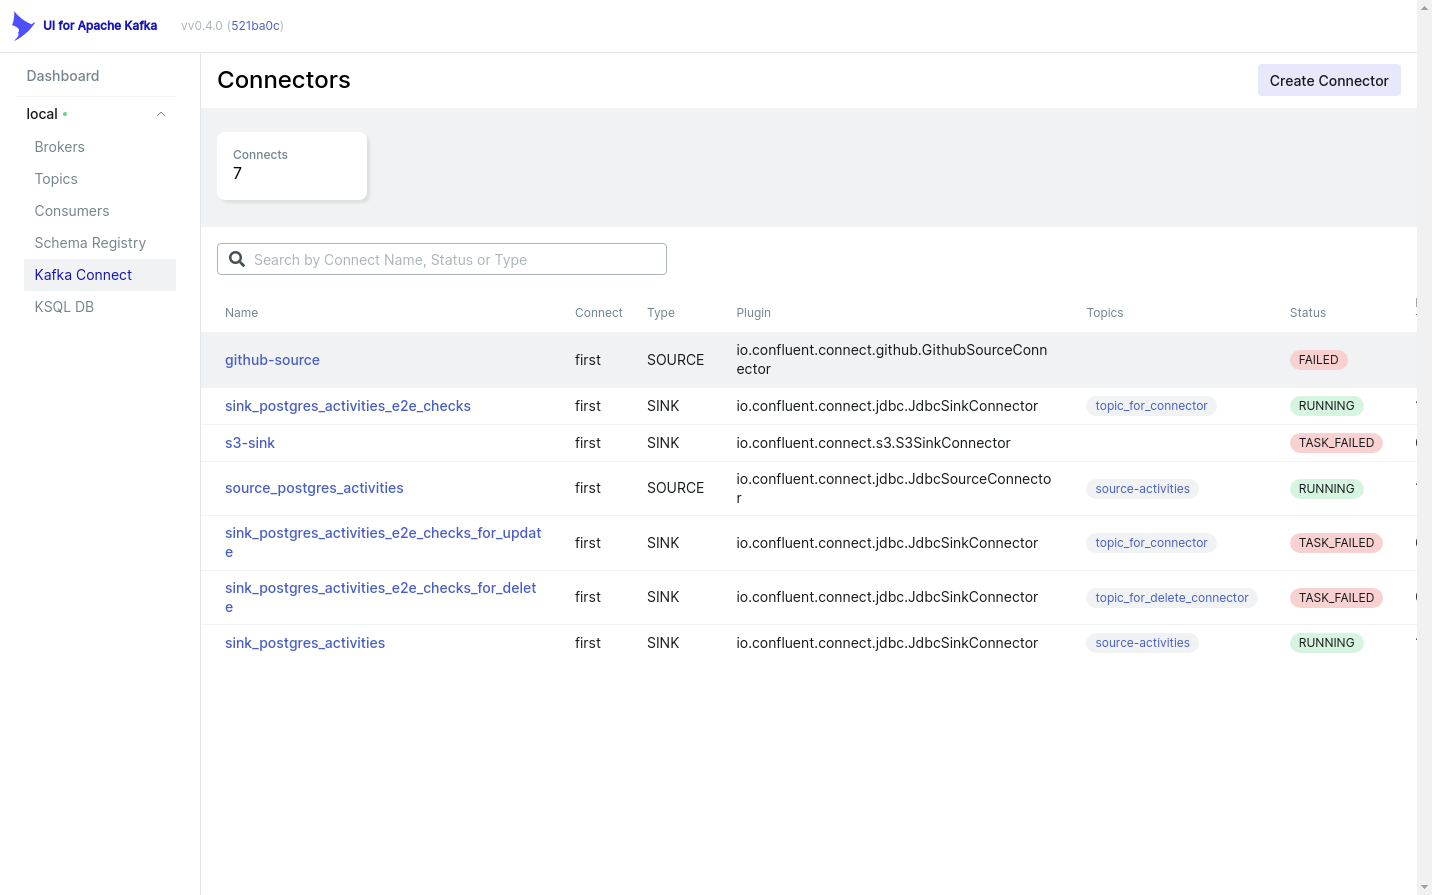 UI for Apache Kafka vv0.4.0 (521ba0c)
Dashboard
local
Brokers
Topics
Consumers
Schema Registry
Kafka Connect
KSQL DB
Connectors
Create Connector
Connects
7
Search by Connect Name, Status or Type
Name Connect Type Plugin Topics Status
github-source first SOURCE io.confluent.connect.github.GithubSourceConn
ector FAILED
sink_postgres_activities_e2e_checks first SINK io.confluent.connect.jdbc.JdbcSinkConnector topic_for_connector RUNNING
s3-sink first SINK io.confluent.connect.s3.S3SinkConnector TASK_FAILED
source_postgres_activities first SOURCE io.confluent.connect.jdbc.JdbcSourceConnecto
r source-activities RUNNING
sink_postgres_activities_e2e_checks_for_updat
e first SINK io.confluent.connect.jdbc.JdbcSinkConnector topic_for_connector TASK_FAILED
sink_postgres_activities_e2e_checks_for_delet
e first SINK io.confluent.connect.jdbc.JdbcSinkConnector topic_for_delete_connector TASK_FAILED
sink_postgres_activities first SINK io.confluent.connect.jdbc.JdbcSinkConnector source-activities RUNNING